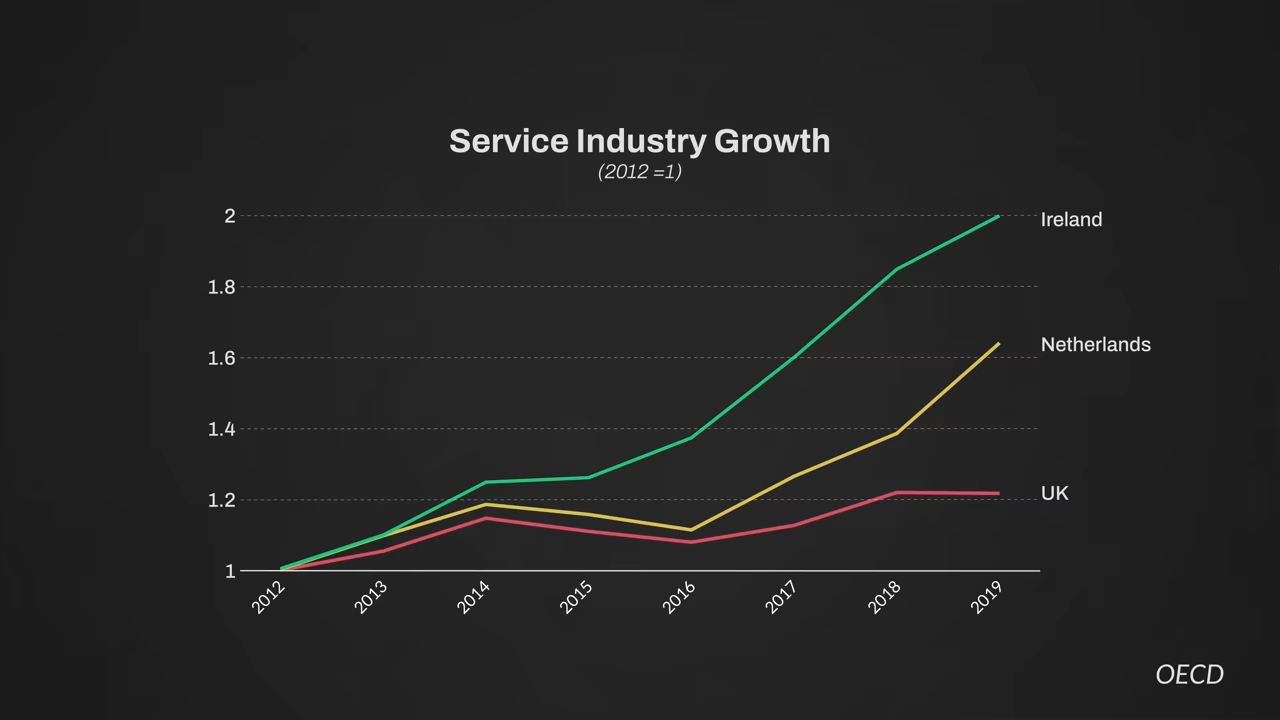 Service Industry Growth
(2012 =1)
2
Ireland
1.8
1.6
Netherlands
1.4
1.2
UK
1
2012 2013 2014 2015 2016 2017 2018 2019
OECD